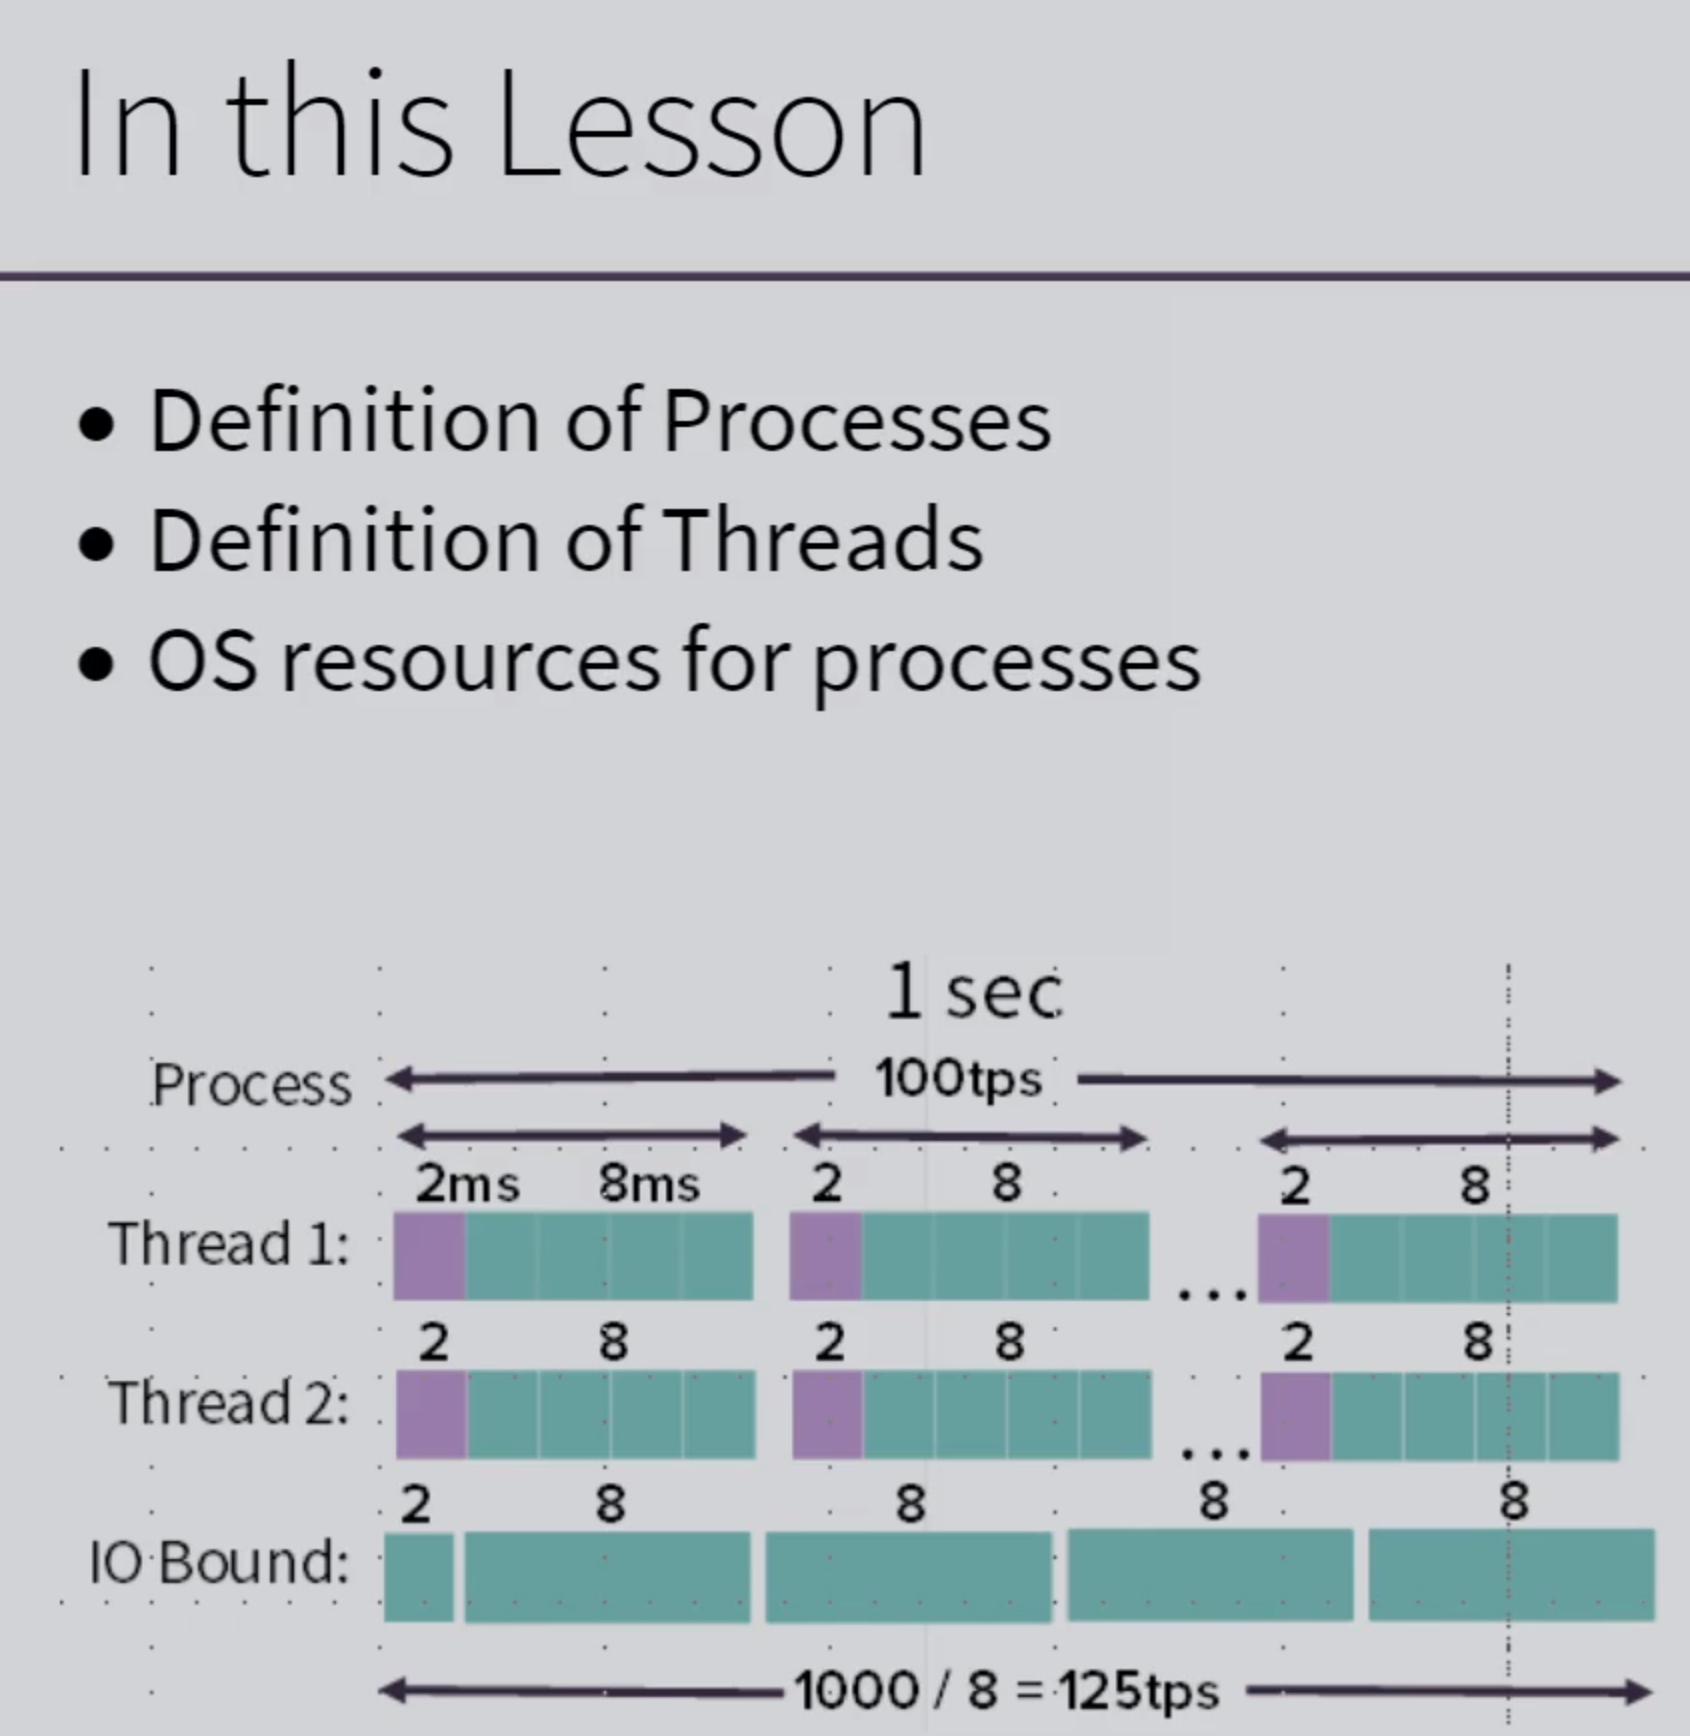 In this Lesson
• Definition of Processes
• Definition of Threads
• OS resources for processes
1 sec
Process 100tps
2ms 8ms 2 8 2 8
Thread 1: ...
2 8 2 8 2 8
Thread 2: ...
2 8 8 8 8
IO Bound:
1000 / 8 = 125tps